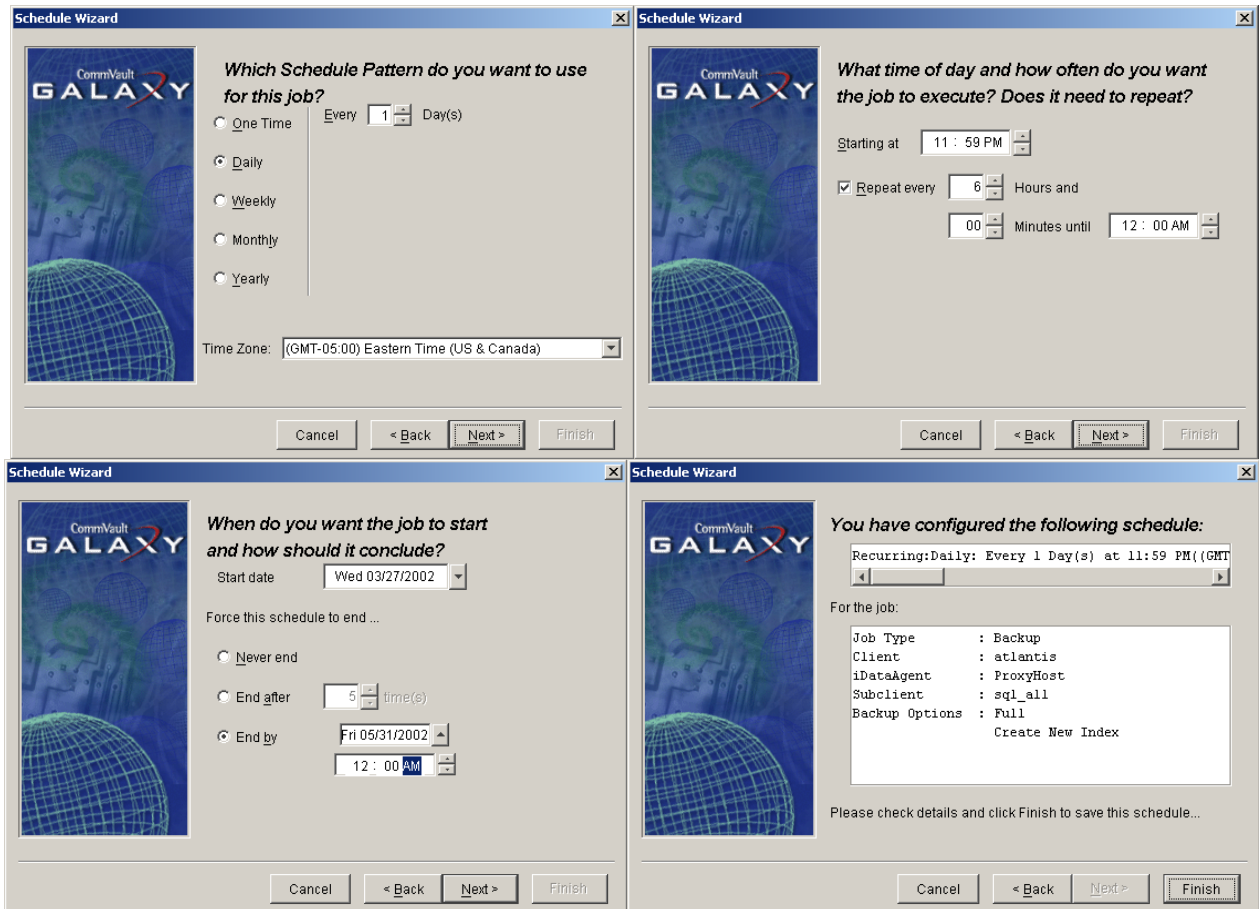 Schedule Wizard
CommVault
GALAXY
Which Schedule Pattern do you want to use
for this job?
One Time
Every 1 Day(s)
Daily
Weekly
Monthly
Yearly
Time Zone: (GMT-05:00) Eastern Time (US & Canada)
Cancel < Back Next > Finish
Schedule Wizard
CommVault
GALAXY
What time of day and how often do you want
the job to execute? Does it need to repeat?
Starting at 11 : 59 PM
Repeat every 6 Hours and
00 Minutes until 12 : 00 AM
Cancel < Back Next > Finish
Schedule Wizard
CommVault
GALAXY
When do you want the job to start
and how should it conclude?
Start date Wed 03/27/2002
Force this schedule to end ...
Never end
End after 5 time(s)
End by Fri 05/31/2002
12 : 00 AM
Cancel < Back Next > Finish
Schedule Wizard
CommVault
GALAXY
You have configured the following schedule:
Recurring:Daily: Every 1 Day(s) at 11:59 PM((GMT
For the job:
Job Type : Backup
Client : atlantis
iDataAgent : ProxyHost
Subclient : sql_all
Backup Options : Full
Create New Index
Please check details and click Finish to save this schedule...
Cancel < Back Next > Finish